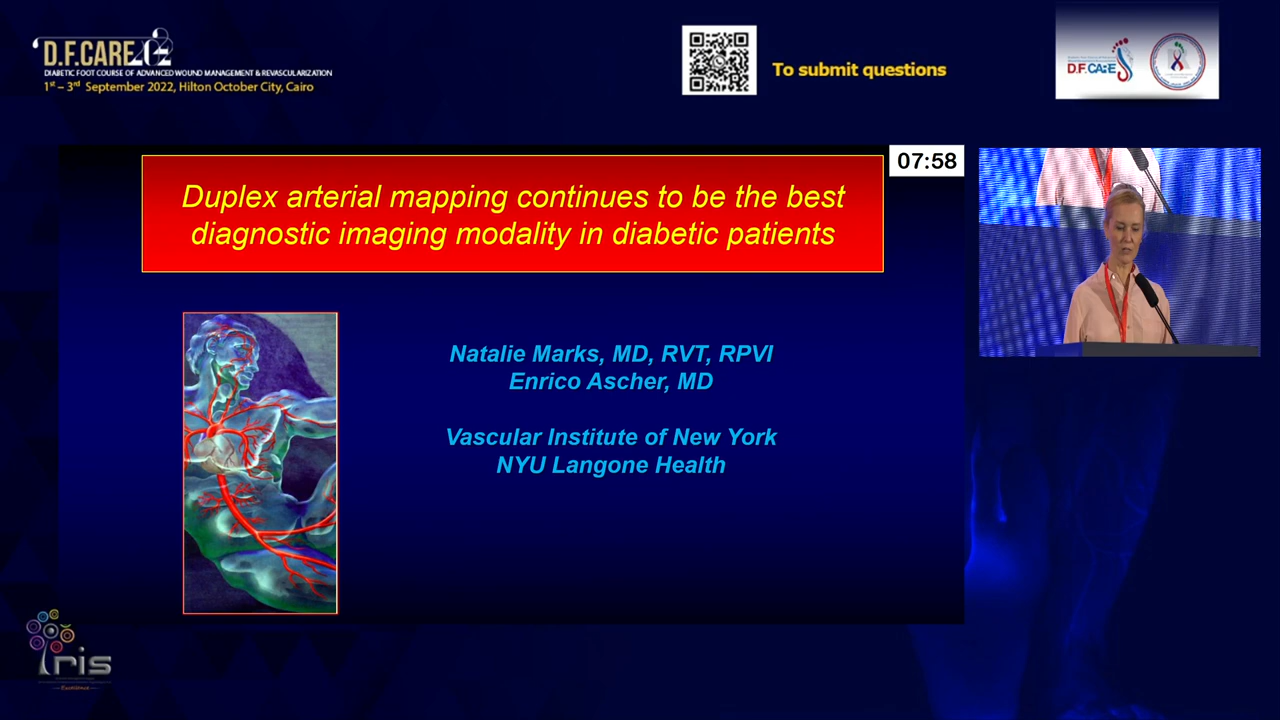 D.F.CARE 2022
DIABETIC FOOT COURSE OF ADVANCED WOUND MANAGEMENT & REVASCULARIZATION
1st – 3rd September 2022, Hilton October City, Cairo
To submit questions
D.F.CARE
07:58
Duplex arterial mapping continues to be the best
diagnostic imaging modality in diabetic patients
Natalie Marks, MD, RVT, RPVI
Enrico Ascher, MD
Vascular Institute of New York
NYU Langone Health
Iris
Excellence